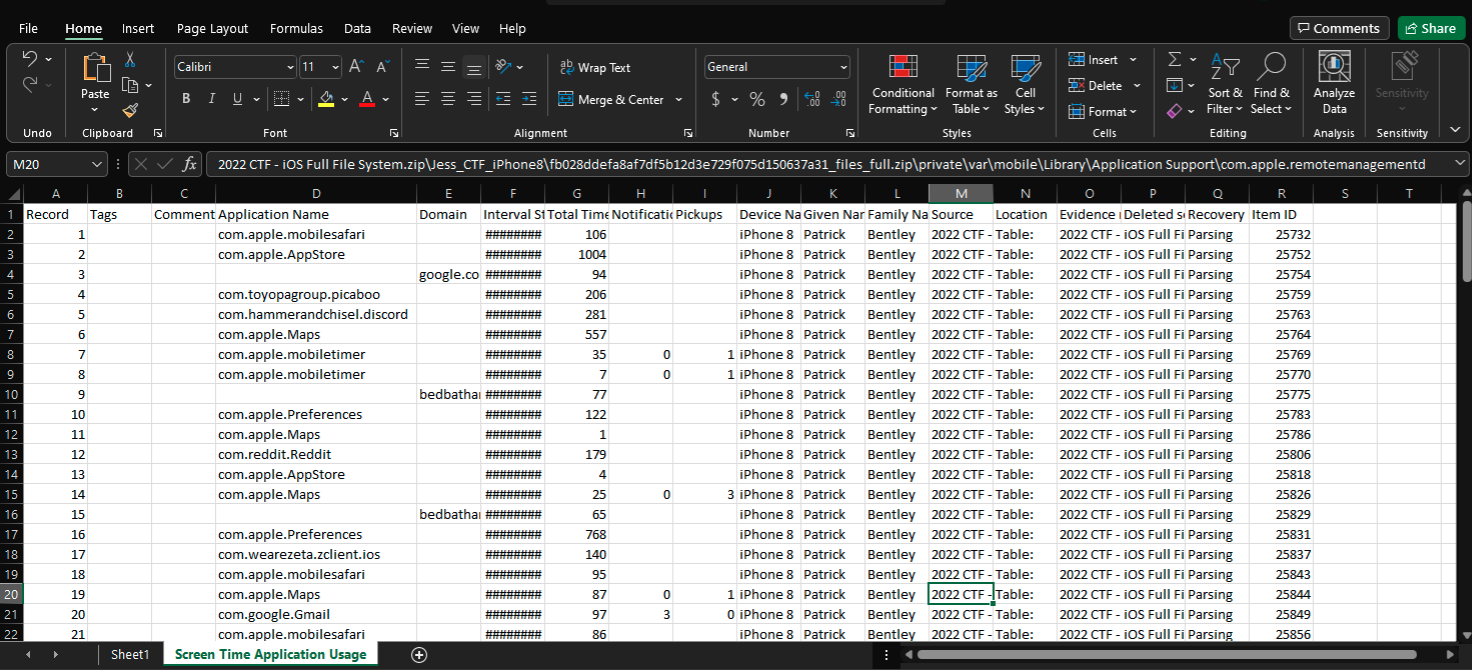 File Home Insert Page Layout Formulas Data Review View Help Comments Share
Calibri 11 Wrap Text General Insert
Paste Conditional Format as Cell Delete Sort & Find & Analyze Sensitivity
B I U Merge & Center $ % Formatting Table Styles Format Filter Select Data
Undo Clipboard Font Alignment Number Styles Cells Editing Analysis Sensitivity
M20 fx 2022 CTF - iOS Full File System.zip\Jess_CTF_iPhone8\fb028ddefa8af7df5b12d3e729f075d150637a31_files_full.zip\private\var\mobile\Library\Application Support\com.apple.remotemanagementd
A B C D E F G H I J K L M N O P Q R S T
1 Record Tags Comment Application Name Domain Interval St Total Time Notificatio Pickups Device Na Given Nar Family Na Source Location Evidence Deleted s Recovery Item ID
2 1 com.apple.mobilesafari ######## 106 iPhone 8 Patrick Bentley 2022 CTF - Table: 2022 CTF - iOS Full Fi Parsing 25732
3 2 com.apple.AppStore ######## 1004 iPhone 8 Patrick Bentley 2022 CTF - Table: 2022 CTF - iOS Full Fi Parsing 25752
4 3 google.co ######## 94 iPhone 8 Patrick Bentley 2022 CTF - Table: 2022 CTF - iOS Full Fi Parsing 25754
5 4 com.toyopagroup.picaboo ######## 206 iPhone 8 Patrick Bentley 2022 CTF - Table: 2022 CTF - iOS Full Fi Parsing 25759
6 5 com.hammerandchisel.discord ######## 281 iPhone 8 Patrick Bentley 2022 CTF - Table: 2022 CTF - iOS Full Fi Parsing 25763
7 6 com.apple.Maps ######## 557 iPhone 8 Patrick Bentley 2022 CTF - Table: 2022 CTF - iOS Full Fi Parsing 25764
8 7 com.apple.mobiletimer ######## 35 0 1 iPhone 8 Patrick Bentley 2022 CTF - Table: 2022 CTF - iOS Full Fi Parsing 25769
9 8 com.apple.mobiletimer ######## 7 0 1 iPhone 8 Patrick Bentley 2022 CTF - Table: 2022 CTF - iOS Full Fi Parsing 25770
10 9 bedbatha ######## 77 iPhone 8 Patrick Bentley 2022 CTF - Table: 2022 CTF - iOS Full Fi Parsing 25775
11 10 com.apple.Preferences ######## 122 iPhone 8 Patrick Bentley 2022 CTF - Table: 2022 CTF - iOS Full Fi Parsing 25783
12 11 com.apple.Maps ######## 1 iPhone 8 Patrick Bentley 2022 CTF - Table: 2022 CTF - iOS Full Fi Parsing 25786
13 12 com.reddit.Reddit ######## 179 iPhone 8 Patrick Bentley 2022 CTF - Table: 2022 CTF - iOS Full Fi Parsing 25806
14 13 com.apple.AppStore ######## 4 iPhone 8 Patrick Bentley 2022 CTF - Table: 2022 CTF - iOS Full Fi Parsing 25818
15 14 com.apple.Maps ######## 25 0 3 iPhone 8 Patrick Bentley 2022 CTF - Table: 2022 CTF - iOS Full Fi Parsing 25826
16 15 bedbatha ######## 65 iPhone 8 Patrick Bentley 2022 CTF - Table: 2022 CTF - iOS Full Fi Parsing 25829
17 16 com.apple.Preferences ######## 768 iPhone 8 Patrick Bentley 2022 CTF - Table: 2022 CTF - iOS Full Fi Parsing 25831
18 17 com.wearezeta.zclient.ios ######## 140 iPhone 8 Patrick Bentley 2022 CTF - Table: 2022 CTF - iOS Full Fi Parsing 25837
19 18 com.apple.mobilesafari ######## 95 iPhone 8 Patrick Bentley 2022 CTF - Table: 2022 CTF - iOS Full Fi Parsing 25843
20 19 com.apple.Maps ######## 87 0 1 iPhone 8 Patrick Bentley 2022 CTF - Table: 2022 CTF - iOS Full Fi Parsing 25844
21 20 com.google.Gmail ######## 97 3 0 iPhone 8 Patrick Bentley 2022 CTF - Table: 2022 CTF - iOS Full Fi Parsing 25849
22 21 com.apple.mobilesafari ######## 86 iPhone 8 Patrick Bentley 2022 CTF - Table: 2022 CTF - iOS Full Fi Parsing 25856
Sheet1 Screen Time Application Usage